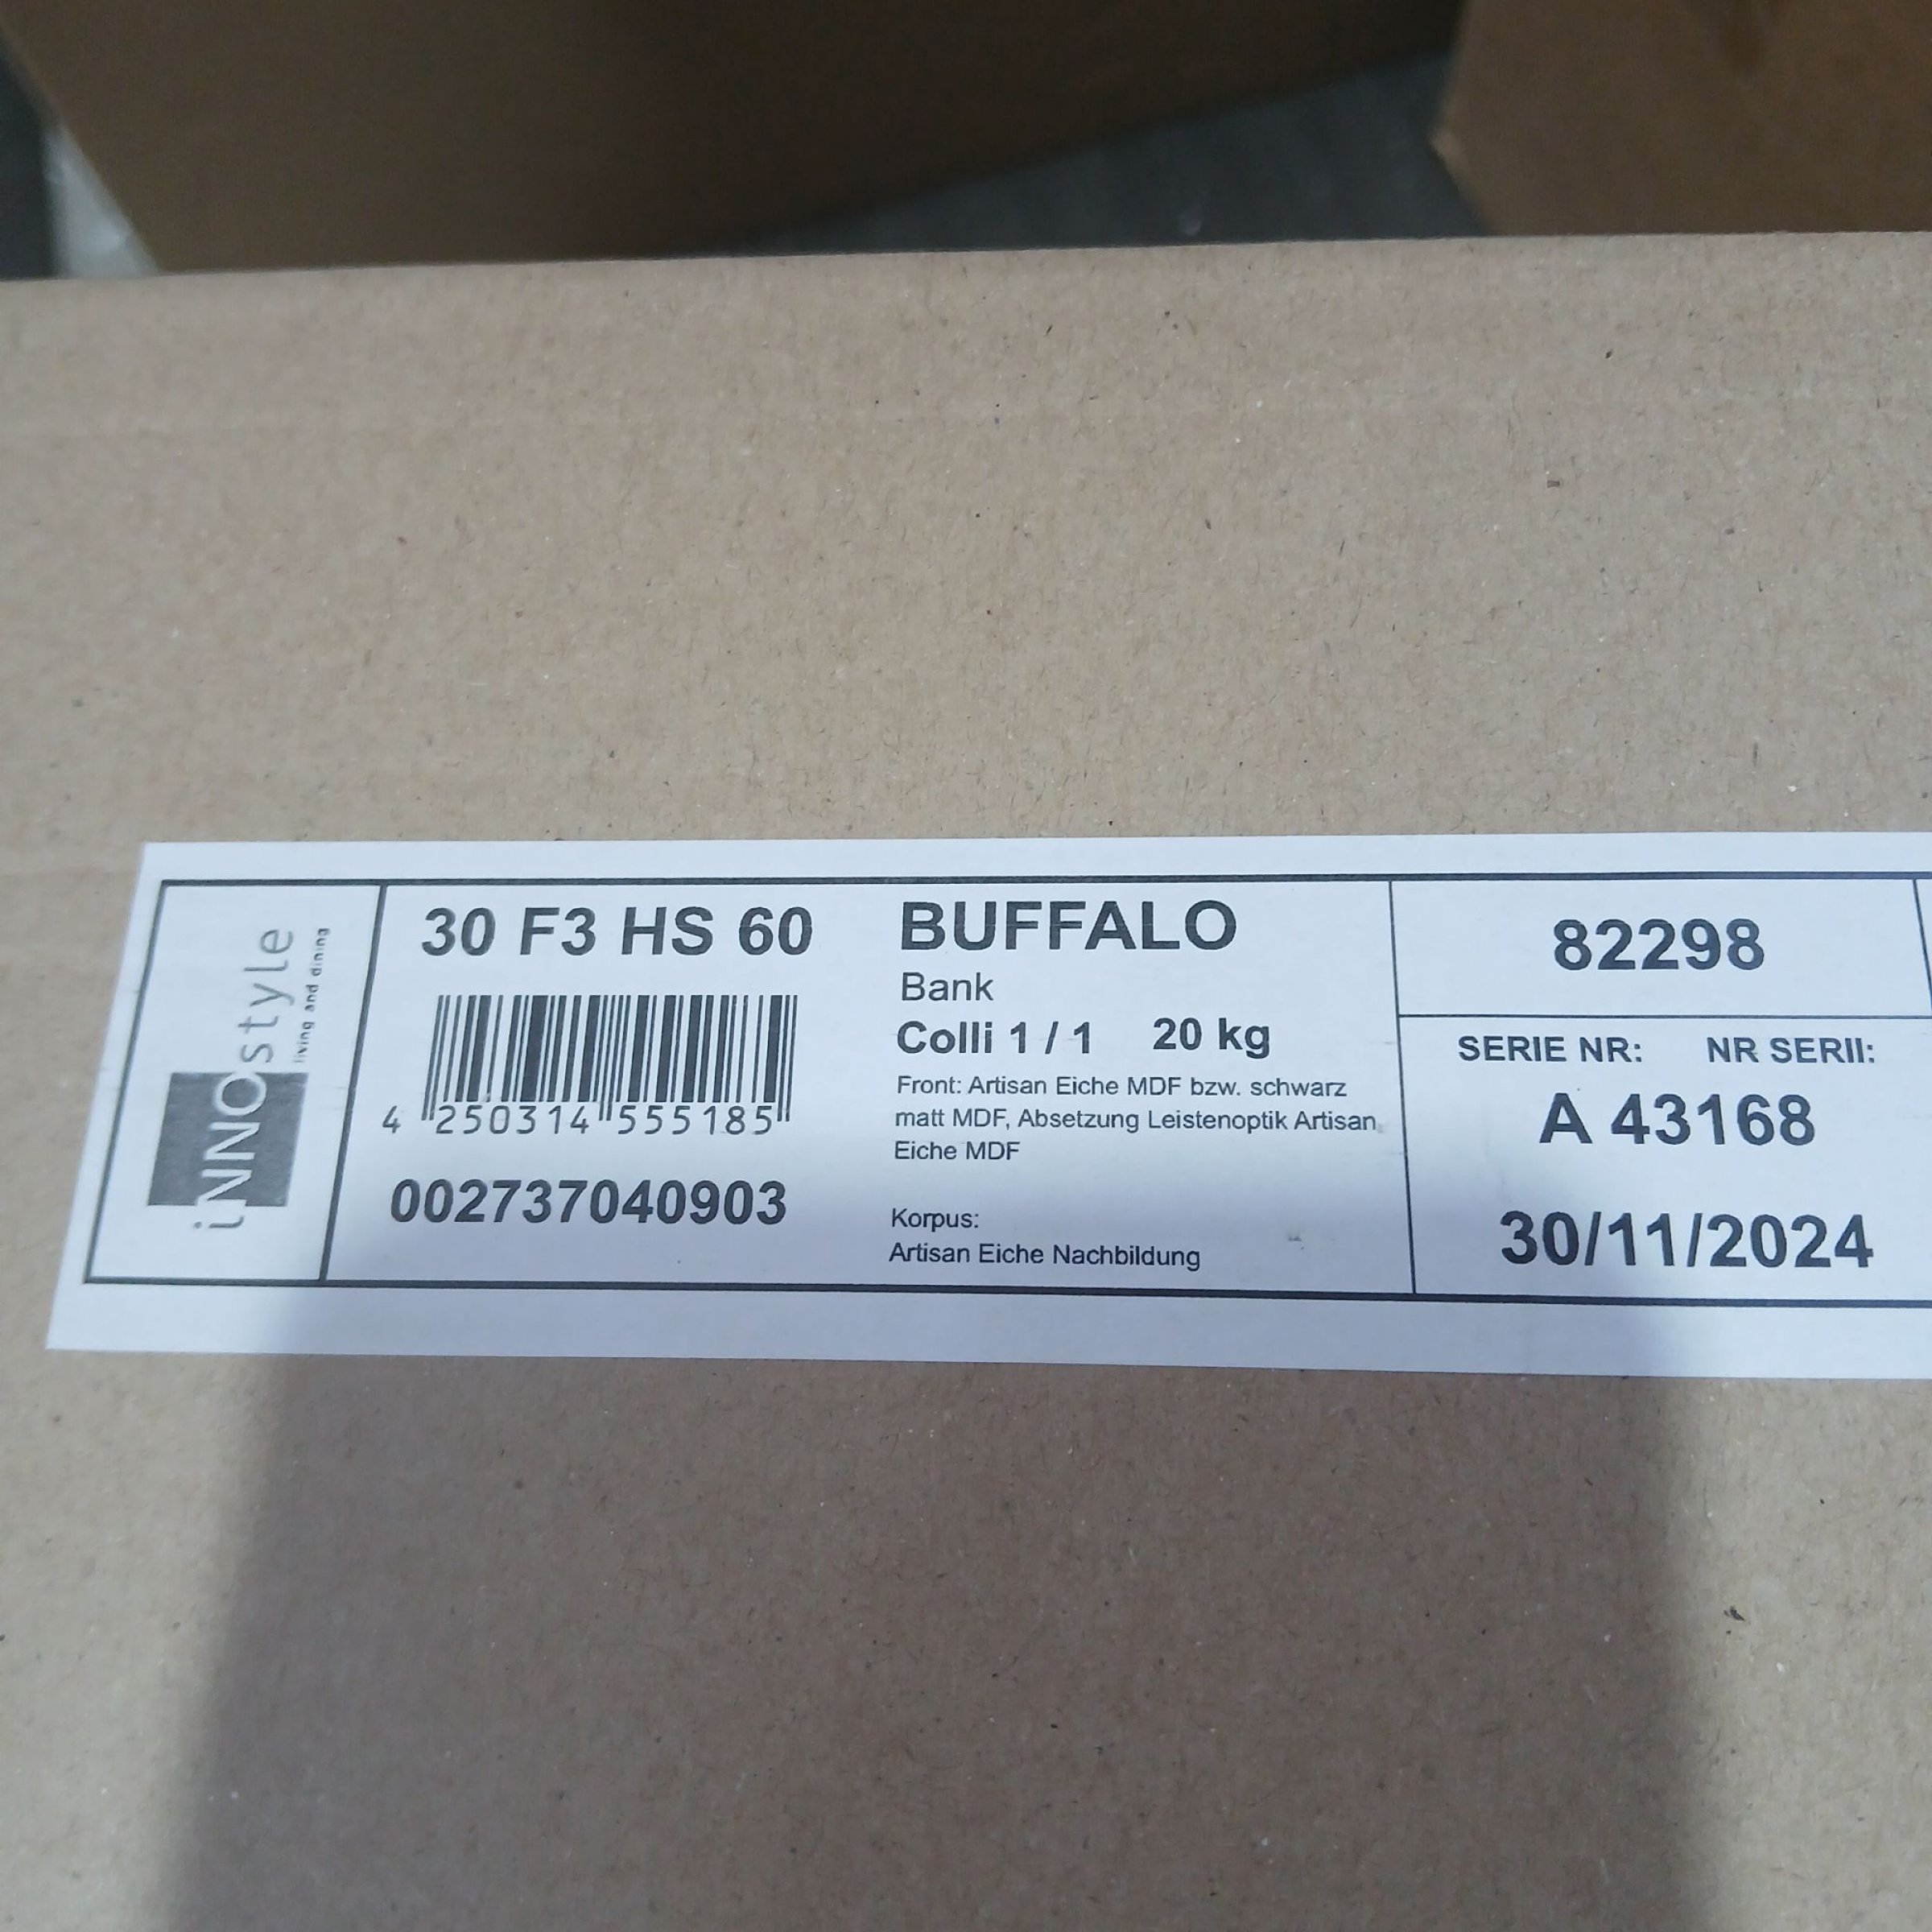 iNNOstyle
living and dining
30 F3 HS 60
4 250314 555185
002737040903
BUFFALO
Bank
Colli 1 / 1 20 kg
Front: Artisan Eiche MDF bzw. schwarz
matt MDF, Absetzung Leistenoptik Artisan
Eiche MDF
Korpus:
Artisan Eiche Nachbildung
82298
SERIE NR: NR SERII:
A 43168
30/11/2024